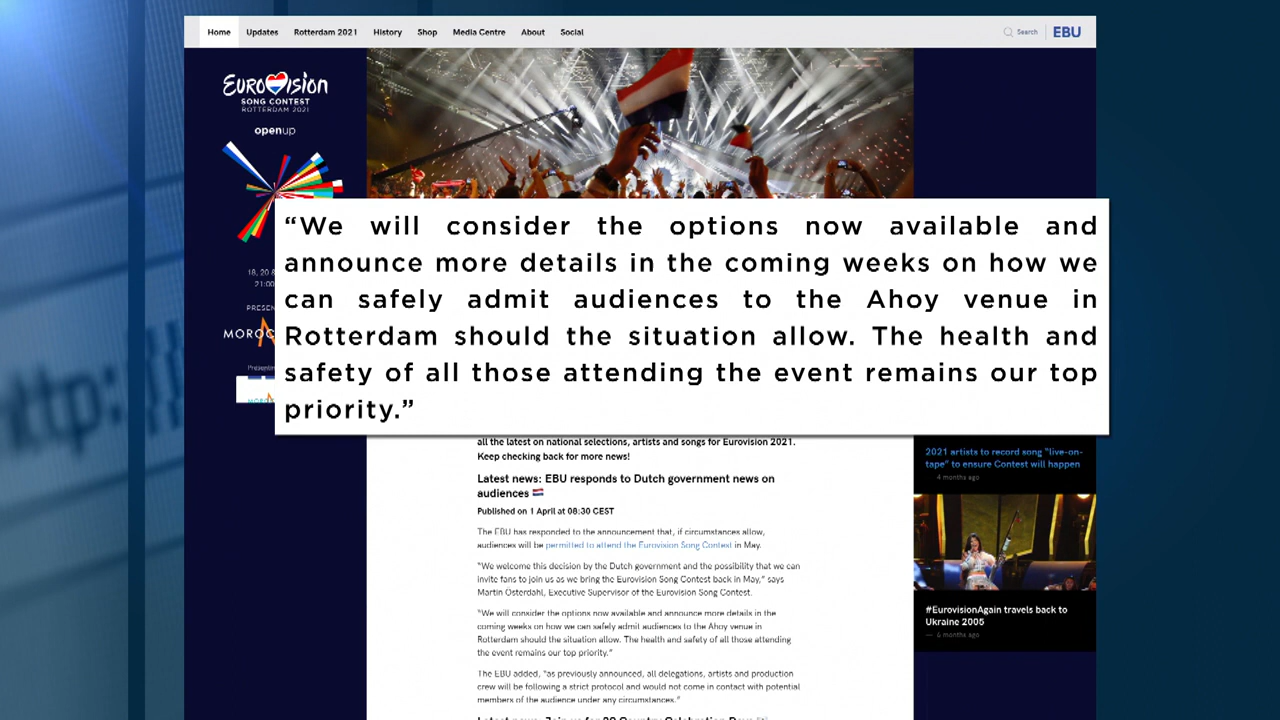 Home Updates Rotterdam 2021 History Shop Media Centre About Social Search EBU
EUROVISION
SONG CONTEST
ROTTERDAM 2021
open up
18, 20 &
21:00
PRESEN
MOROC
Presentin
MOROC
“We will consider the options now available and
announce more details in the coming weeks on how we
can safely admit audiences to the Ahoy venue in
Rotterdam should the situation allow. The health and
safety of all those attending the event remains our top
priority.”
all the latest on national selections, artists and songs for Eurovision 2021.
Keep checking back for more news!
Latest news: EBU responds to Dutch government news on
audiences
Published on 1 April at 08:30 CEST
The EBU has responded to the announcement that, if circumstances allow,
audiences will be permitted to attend the Eurovision Song Contest in May.
“We welcome this decision by the Dutch government and the possibility that we can
invite fans to join us as we bring the Eurovision Song Contest back in May,” says
Martin Österdahl, Executive Supervisor of the Eurovision Song Contest.
“We will consider the options now available and announce more details in the
coming weeks on how we can safely admit audiences to the Ahoy venue in
Rotterdam should the situation allow. The health and safety of all those attending
the event remains our top priority.”
The EBU added, “as previously announced, all delegations, artists and production
crew will be following a strict protocol and would not come in contact with potential
members of the audience under any circumstances.”
2021 artists to record song “live-on-
tape” to ensure Contest will happen
4 months ago
#EurovisionAgain travels back to
Ukraine 2005
— 6 months ago
http: